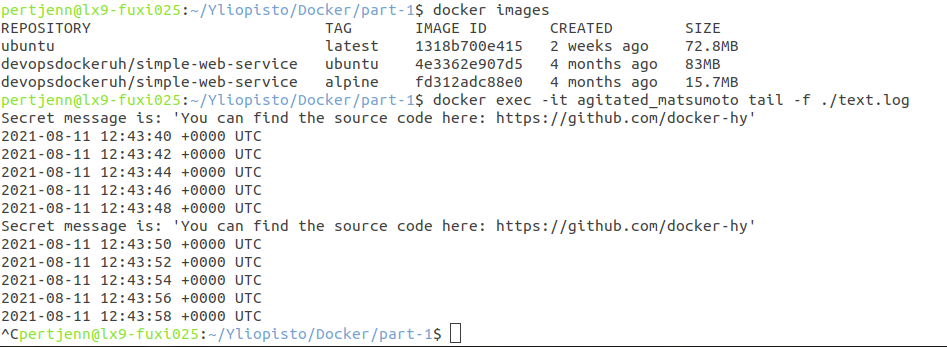 pertjenn@lx9-fuxi025:~/Yliopisto/Docker/part-1$ docker images
REPOSITORY                         TAG       IMAGE ID       CREATED        SIZE
ubuntu                             latest    1318b700e415   2 weeks ago    72.8MB
devopsdockeruh/simple-web-service   ubuntu    4e3362e907d5   4 months ago   83MB
devopsdockeruh/simple-web-service   alpine    fd312adc88e0   4 months ago   15.7MB
pertjenn@lx9-fuxi025:~/Yliopisto/Docker/part-1$ docker exec -it agitated_matsumoto tail -f ./text.log
Secret message is: 'You can find the source code here: https://github.com/docker-hy'
2021-08-11 12:43:40 +0000 UTC
2021-08-11 12:43:42 +0000 UTC
2021-08-11 12:43:44 +0000 UTC
2021-08-11 12:43:46 +0000 UTC
2021-08-11 12:43:48 +0000 UTC
Secret message is: 'You can find the source code here: https://github.com/docker-hy'
2021-08-11 12:43:50 +0000 UTC
2021-08-11 12:43:52 +0000 UTC
2021-08-11 12:43:54 +0000 UTC
2021-08-11 12:43:56 +0000 UTC
2021-08-11 12:43:58 +0000 UTC
^Cpertjenn@lx9-fuxi025:~/Yliopisto/Docker/part-1$